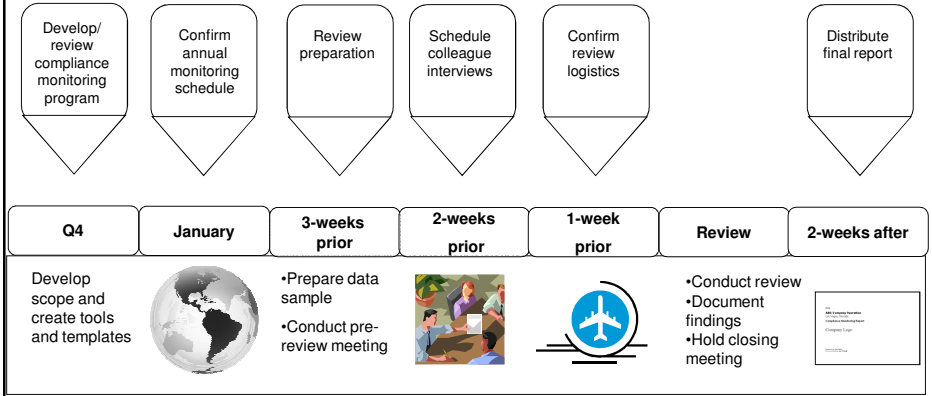 Develop/
review
compliance
monitoring
program
Confirm
annual
monitoring
schedule
Review
preparation
Schedule
colleague
interviews
Confirm
review
logistics
Distribute
final report
Q4
January
3-weeks
prior
2-weeks
prior
1-week
prior
Review
2-weeks after
Develop
scope and
create tools
and templates
•Prepare data
sample
•Conduct pre-
review meeting
•Conduct review
•Document
findings
•Hold closing
meeting
ABC Company Operation
Compliance Monitoring Report
Company Logo